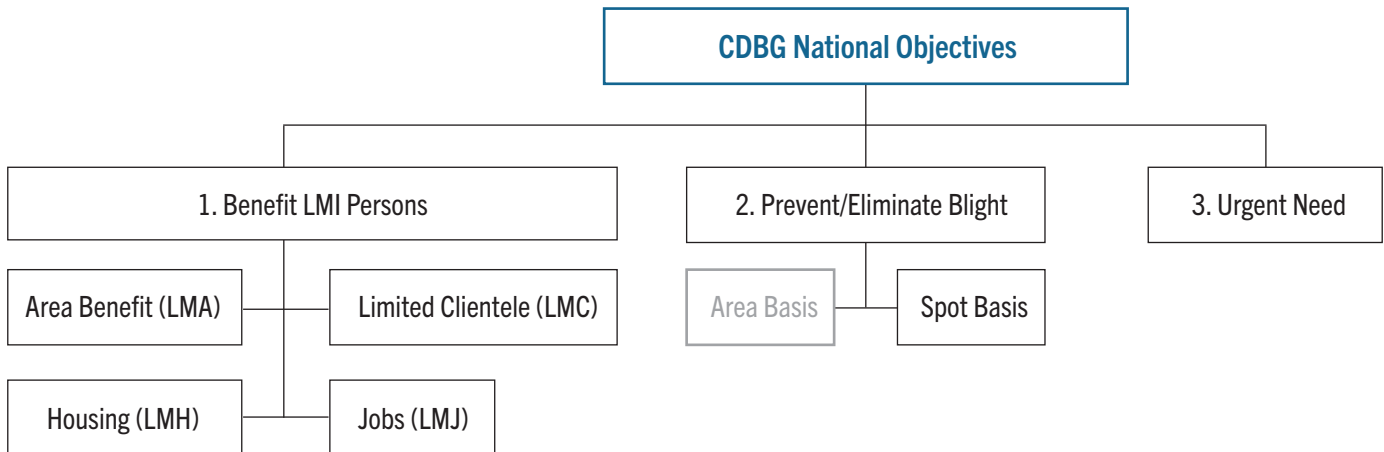 CDBG National Objectives
1. Benefit LMI Persons
2. Prevent/Eliminate Blight
3. Urgent Need
Area Benefit (LMA)
Limited Clientele (LMC)
Area Basis
Spot Basis
Housing (LMH)
Jobs (LMJ)